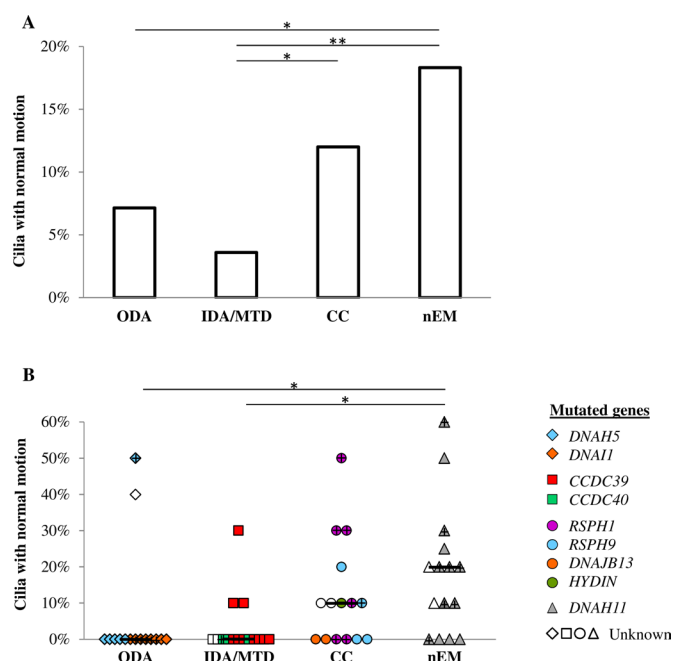 A
*
**
*
20%
15%
10%
5%
0%
Cilia with normal motion
ODA IDA/MTD CC nEM
B
*
*
60%
50%
40%
30%
20%
10%
0%
Cilia with normal motion
ODA IDA/MTD CC nEM
Mutated genes
DNAH5
DNAI1
CCDC39
CCDC40
RSPH1
RSPH9
DNAJB13
HYDIN
DNAH11
Unknown